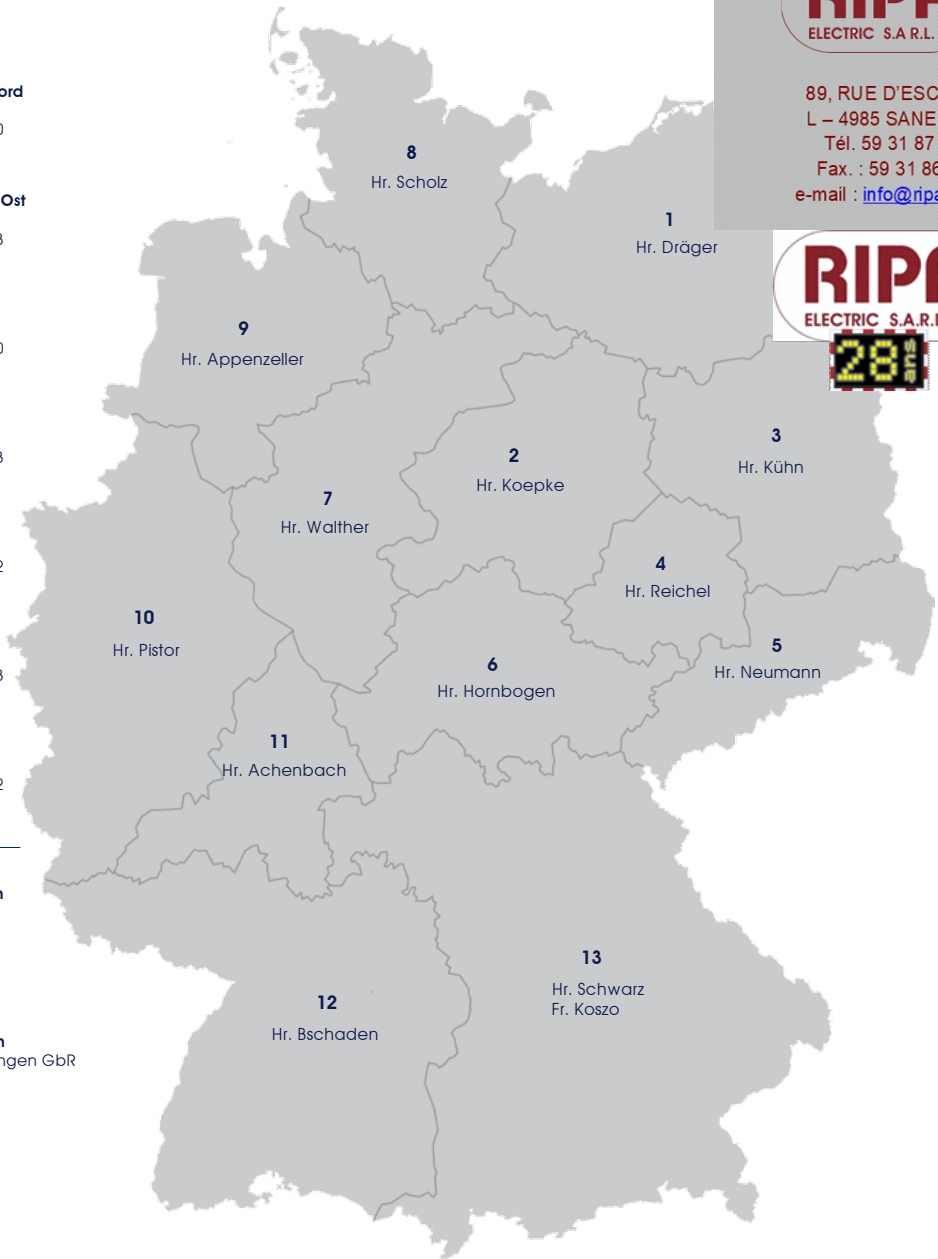 ELECTRIC S.A R.L.
89, RUE D'ESC
L – 4985 SANE
Tél. 59 31 87
Fax. : 59 31 86
e-mail : info@ripa
RIPA
ELECTRIC S.A.R.L
28 ans
ord
0
Ost
3
0
3
2
3
2
n
n
ngen GbR
8
Hr. Scholz
1
Hr. Dräger
9
Hr. Appenzeller
3
Hr. Kühn
2
Hr. Koepke
7
Hr. Walther
4
Hr. Reichel
10
Hr. Pistor
5
Hr. Neumann
6
Hr. Hornbogen
11
Hr. Achenbach
13
Hr. Schwarz
Fr. Koszo
12
Hr. Bschaden